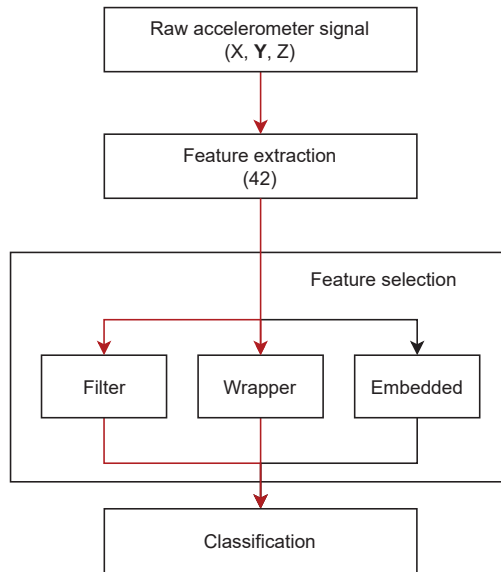 Raw accelerometer signal
(X, Y, Z)
Feature extraction
(42)
Feature selection
Filter
Wrapper
Embedded
Classification